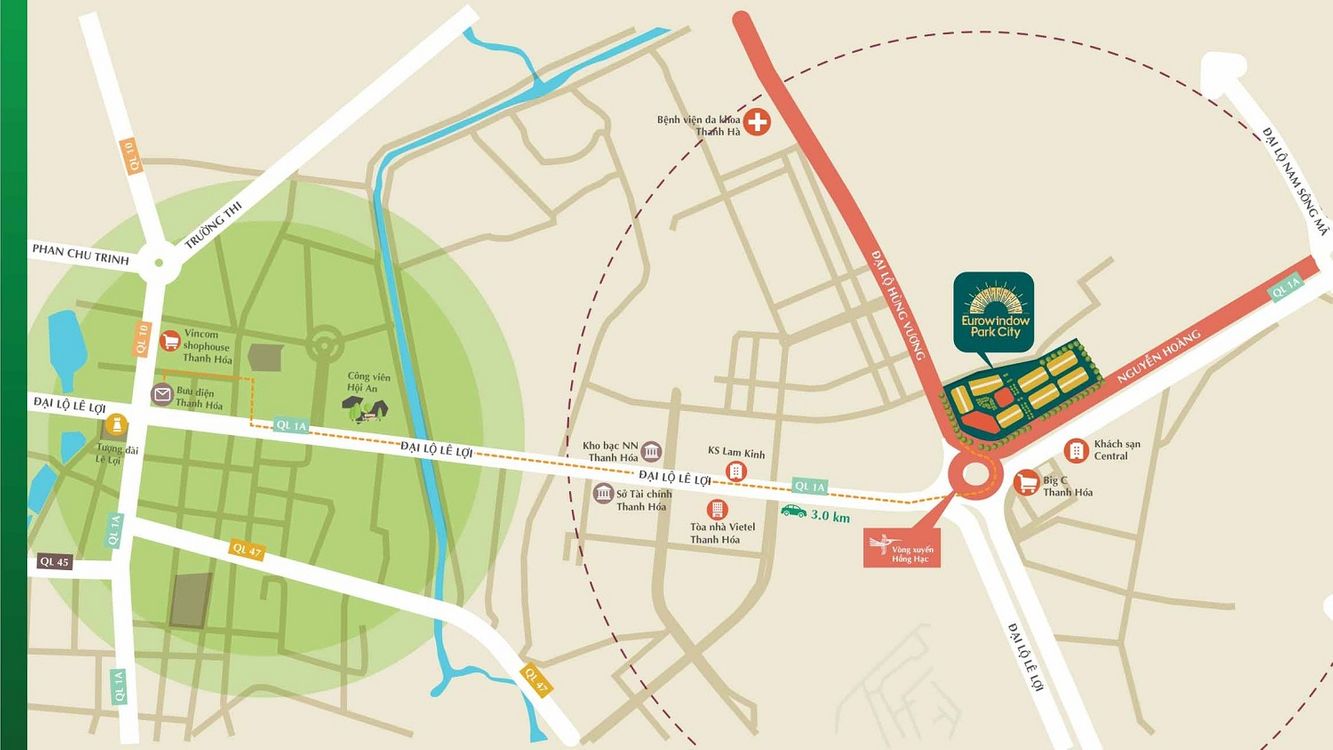 Bệnh viện đa khoa
Thanh Hà
QL 10
TRƯỜNG THI
PHAN CHU TRINH
ĐẠI LỘ NAM SÔNG MÃ
ĐẠI LỘ HÙNG VƯƠNG
QL 1A
Eurowindow
Park City
NGUYỄN HOÀNG
QL 10
Vincom
shophouse
Thanh Hóa
Bưu điện
Thanh Hóa
Công viên
Hội An
ĐẠI LỘ LÊ LỢI
QL 1A
Tượng đài
Lê Lợi
ĐẠI LỘ LÊ LỢI
Kho bạc NN
Thanh Hóa
KS Lam Kinh
Khách sạn
Central
ĐẠI LỘ LÊ LỢI
QL 1A
Big C
Thanh Hóa
Sở Tài chính
Thanh Hóa
3.0 km
Tòa nhà Vietel
Thanh Hóa
QL 1A
QL 47
Vòng xuyến
Hồng Hạc
QL 45
ĐẠI LỘ LÊ LỢI
QL 1A
QL 47